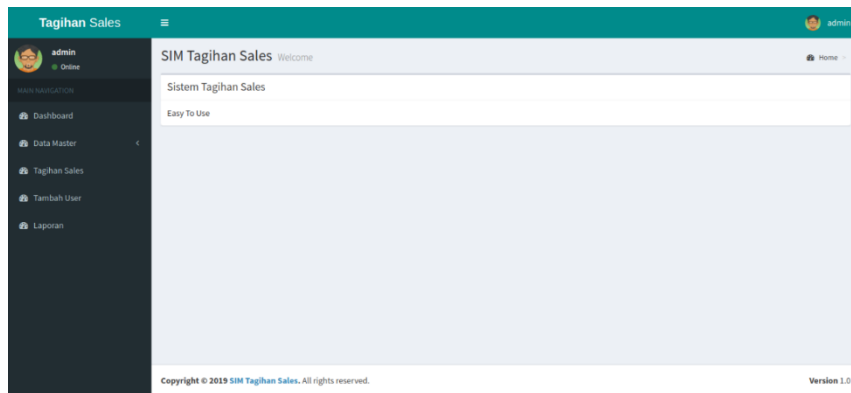 Tagihan Sales
admin
admin
Online
MAIN NAVIGATION
Dashboard
Data Master
Tagihan Sales
Tambah User
Laporan
SIM Tagihan Sales Welcome
Home
Sistem Tagihan Sales
Easy To Use
Copyright © 2019 SIM Tagihan Sales. All rights reserved.
Version 1.0